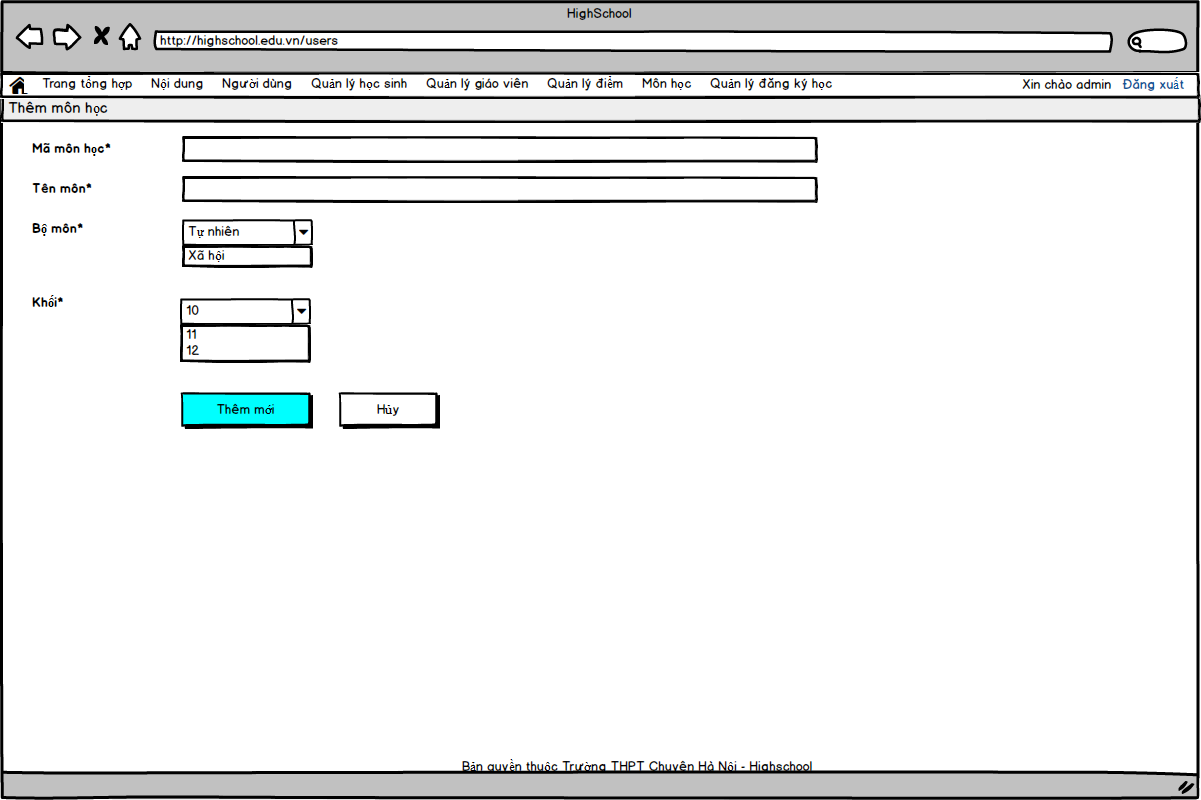 HighSchool
http://highschool.edu.vn/users
Trang tổng hợp Nội dung Người dùng Quản lý học sinh Quản lý giáo viên Quản lý điểm Môn học Quản lý đăng ký học Xin chào admin Đăng xuất
Thêm môn học
Mã môn học*
Tên môn*
Bộ môn* Tự nhiên
Xã hội
Khối* 10
11
12
Thêm mới Hủy
Bản quyền thuộc Trường THPT Chuyên Hà Nội - Highschool